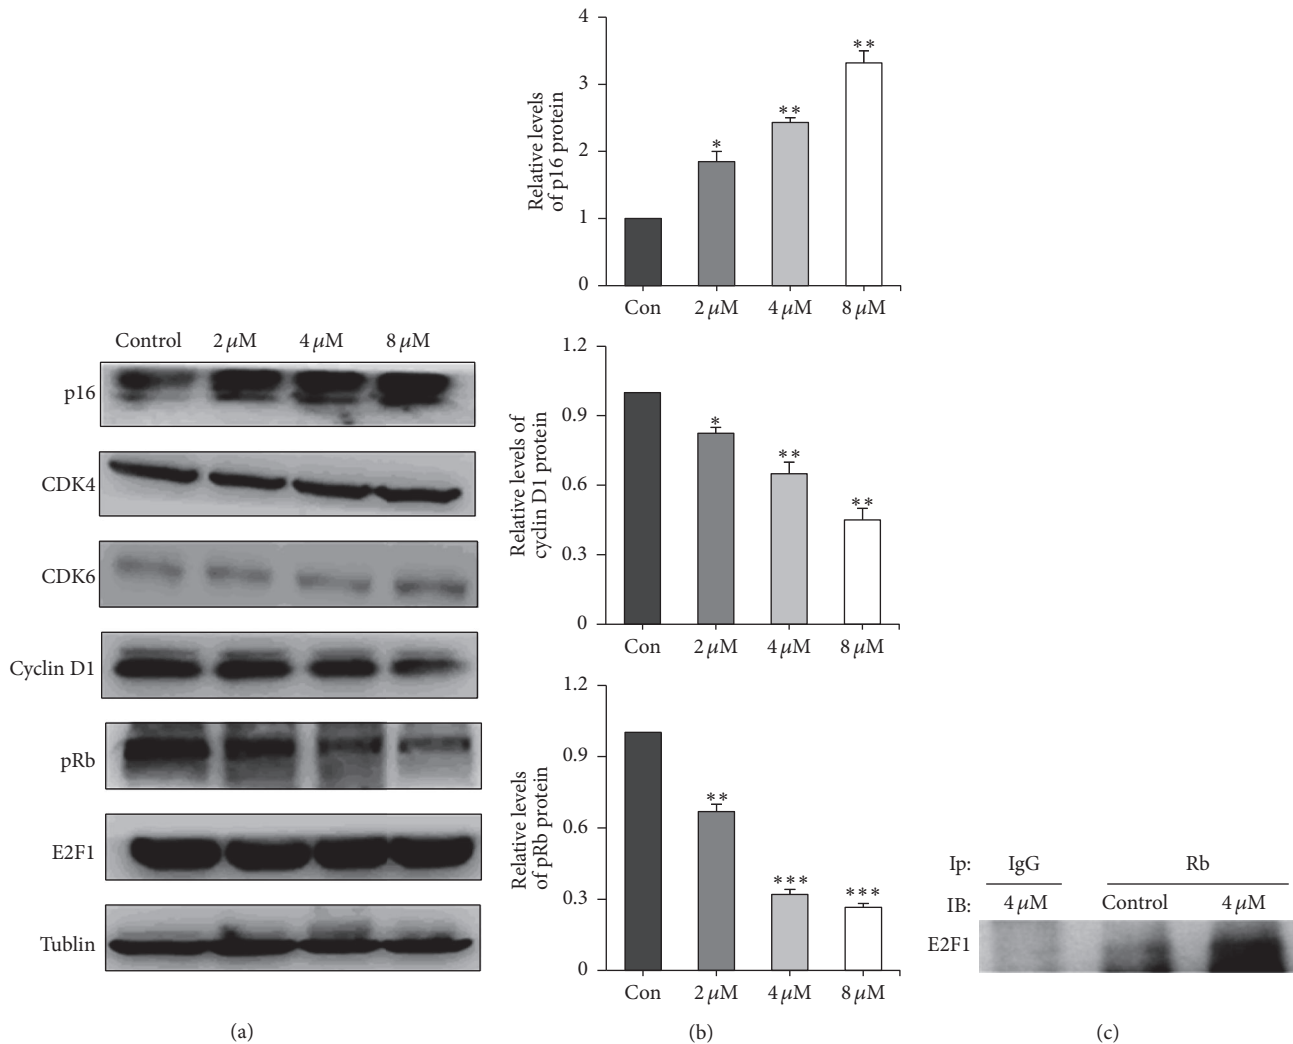 Control 2 μM 4 μM 8 μM
p16
CDK4
CDK6
Cyclin D1
pRb
E2F1
Tublin
(a)
Relative levels
of p16 protein
4
3
2
1
0
*
**
**
Con 2 μM 4 μM 8 μM
Relative levels of
cyclin D1 protein
1.2
0.9
0.6
0.3
0
*
**
**
Con 2 μM 4 μM 8 μM
Relative levels
of pRb protein
1.2
0.9
0.6
0.3
0
**
***
***
Con 2 μM 4 μM 8 μM
(b)
Ip: IgG Rb
IB: 4 μM Control 4 μM
E2F1
(c)